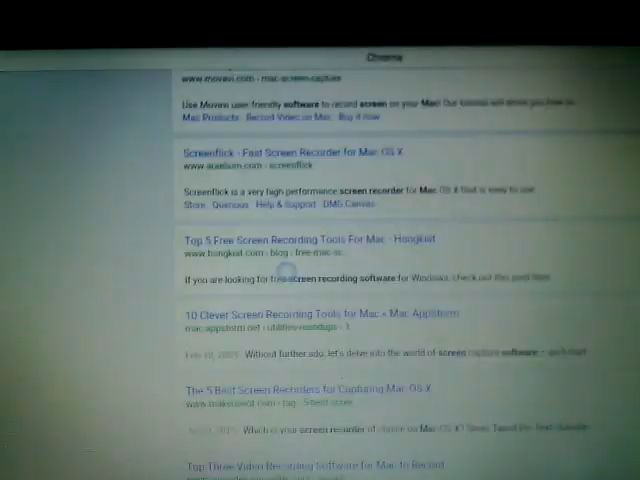 Chrome
www.movavi.com › mac-screen-capture
Use Movavi user friendly software to record screen on your Mac! Our tutorial will show you how to
Mac Products Record Video on Mac Buy it now
Screenflick - Fast Screen Recorder for Mac OS X
www.araelium.com › screenflick
Screenflick is a very high performance screen recorder for Mac OS X that is easy to use
Store Help & Support DMG Canvas
Top 5 Free Screen Recording Tools For Mac - Hongkiat
www.hongkiat.com › blog › free-mac-sc...
If you are looking for free screen recording software for Windows, check out this post
10 Clever Screen Recording Tools for Mac « Mac.Appstorm
mac.appstorm.net › utilities-roundups › 1
Feb 10, Without further ado, let's delve into the world of screen capture software -
The 5 Best Screen Recorders for Capturing Mac OS X
www.makeuseof.com › tag › 5-best-scree
Which is your screen recorder of choice on Mac OS X?
Top Three Video Recording Software for Mac to Record